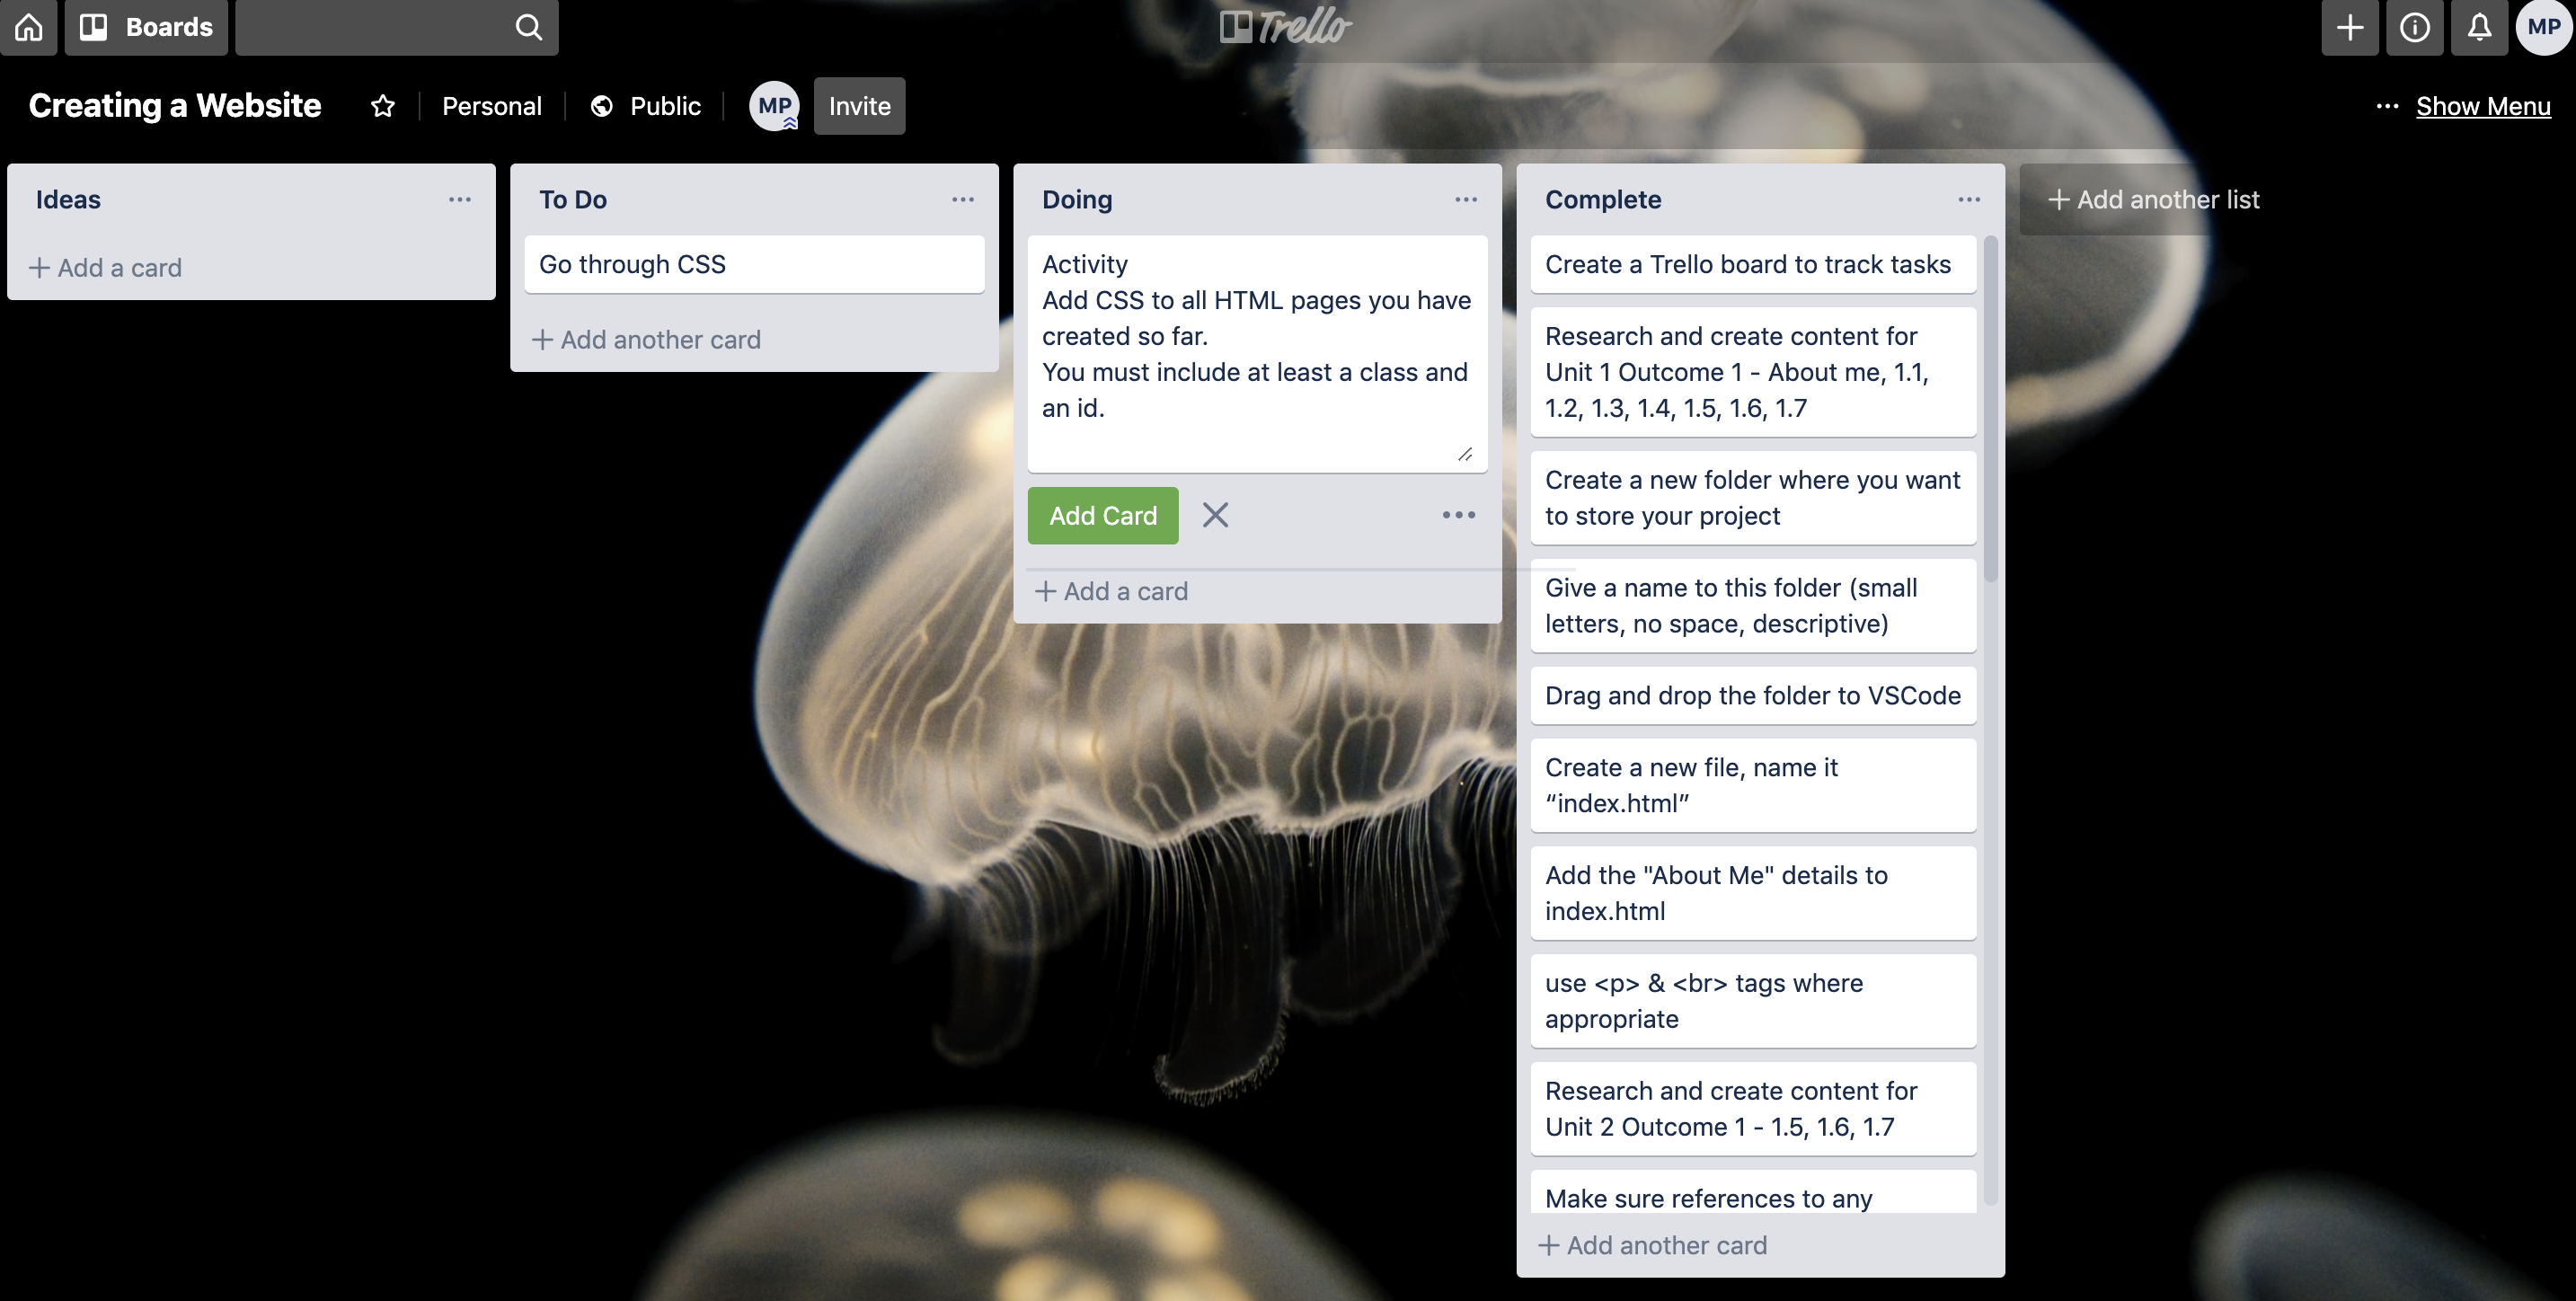 Boards
Trello
MP
Creating a Website
Personal
Public
MP
Invite
... Show Menu
Ideas
+ Add a card
To Do
Go through CSS
+ Add another card
Doing
Activity
Add CSS to all HTML pages you have
created so far.
You must include at least a class and
an id.
Add Card
+ Add a card
Complete
Create a Trello board to track tasks
Research and create content for
Unit 1 Outcome 1 - About me, 1.1,
1.2, 1.3, 1.4, 1.5, 1.6, 1.7
Create a new folder where you want
to store your project
Give a name to this folder (small
letters, no space, descriptive)
Drag and drop the folder to VSCode
Create a new file, name it
“index.html”
Add the "About Me" details to
index.html
use <p> & <br> tags where
appropriate
Research and create content for
Unit 2 Outcome 1 - 1.5, 1.6, 1.7
Make sure references to any
+ Add another card
+ Add another list